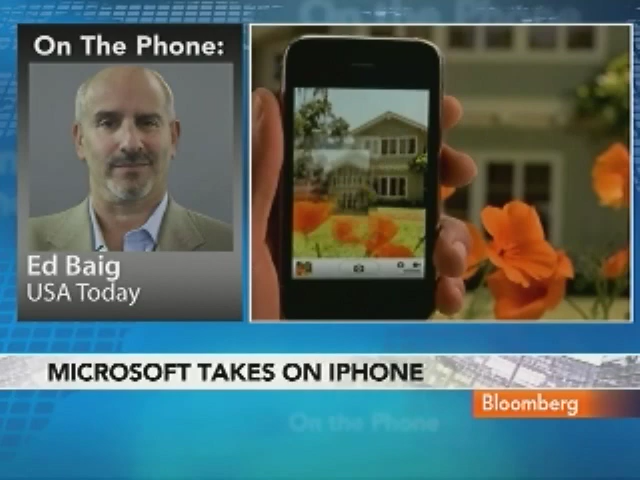 On The Phone:
Ed Baig
USA Today
MICROSOFT TAKES ON IPHONE
Bloomberg
On the Phone